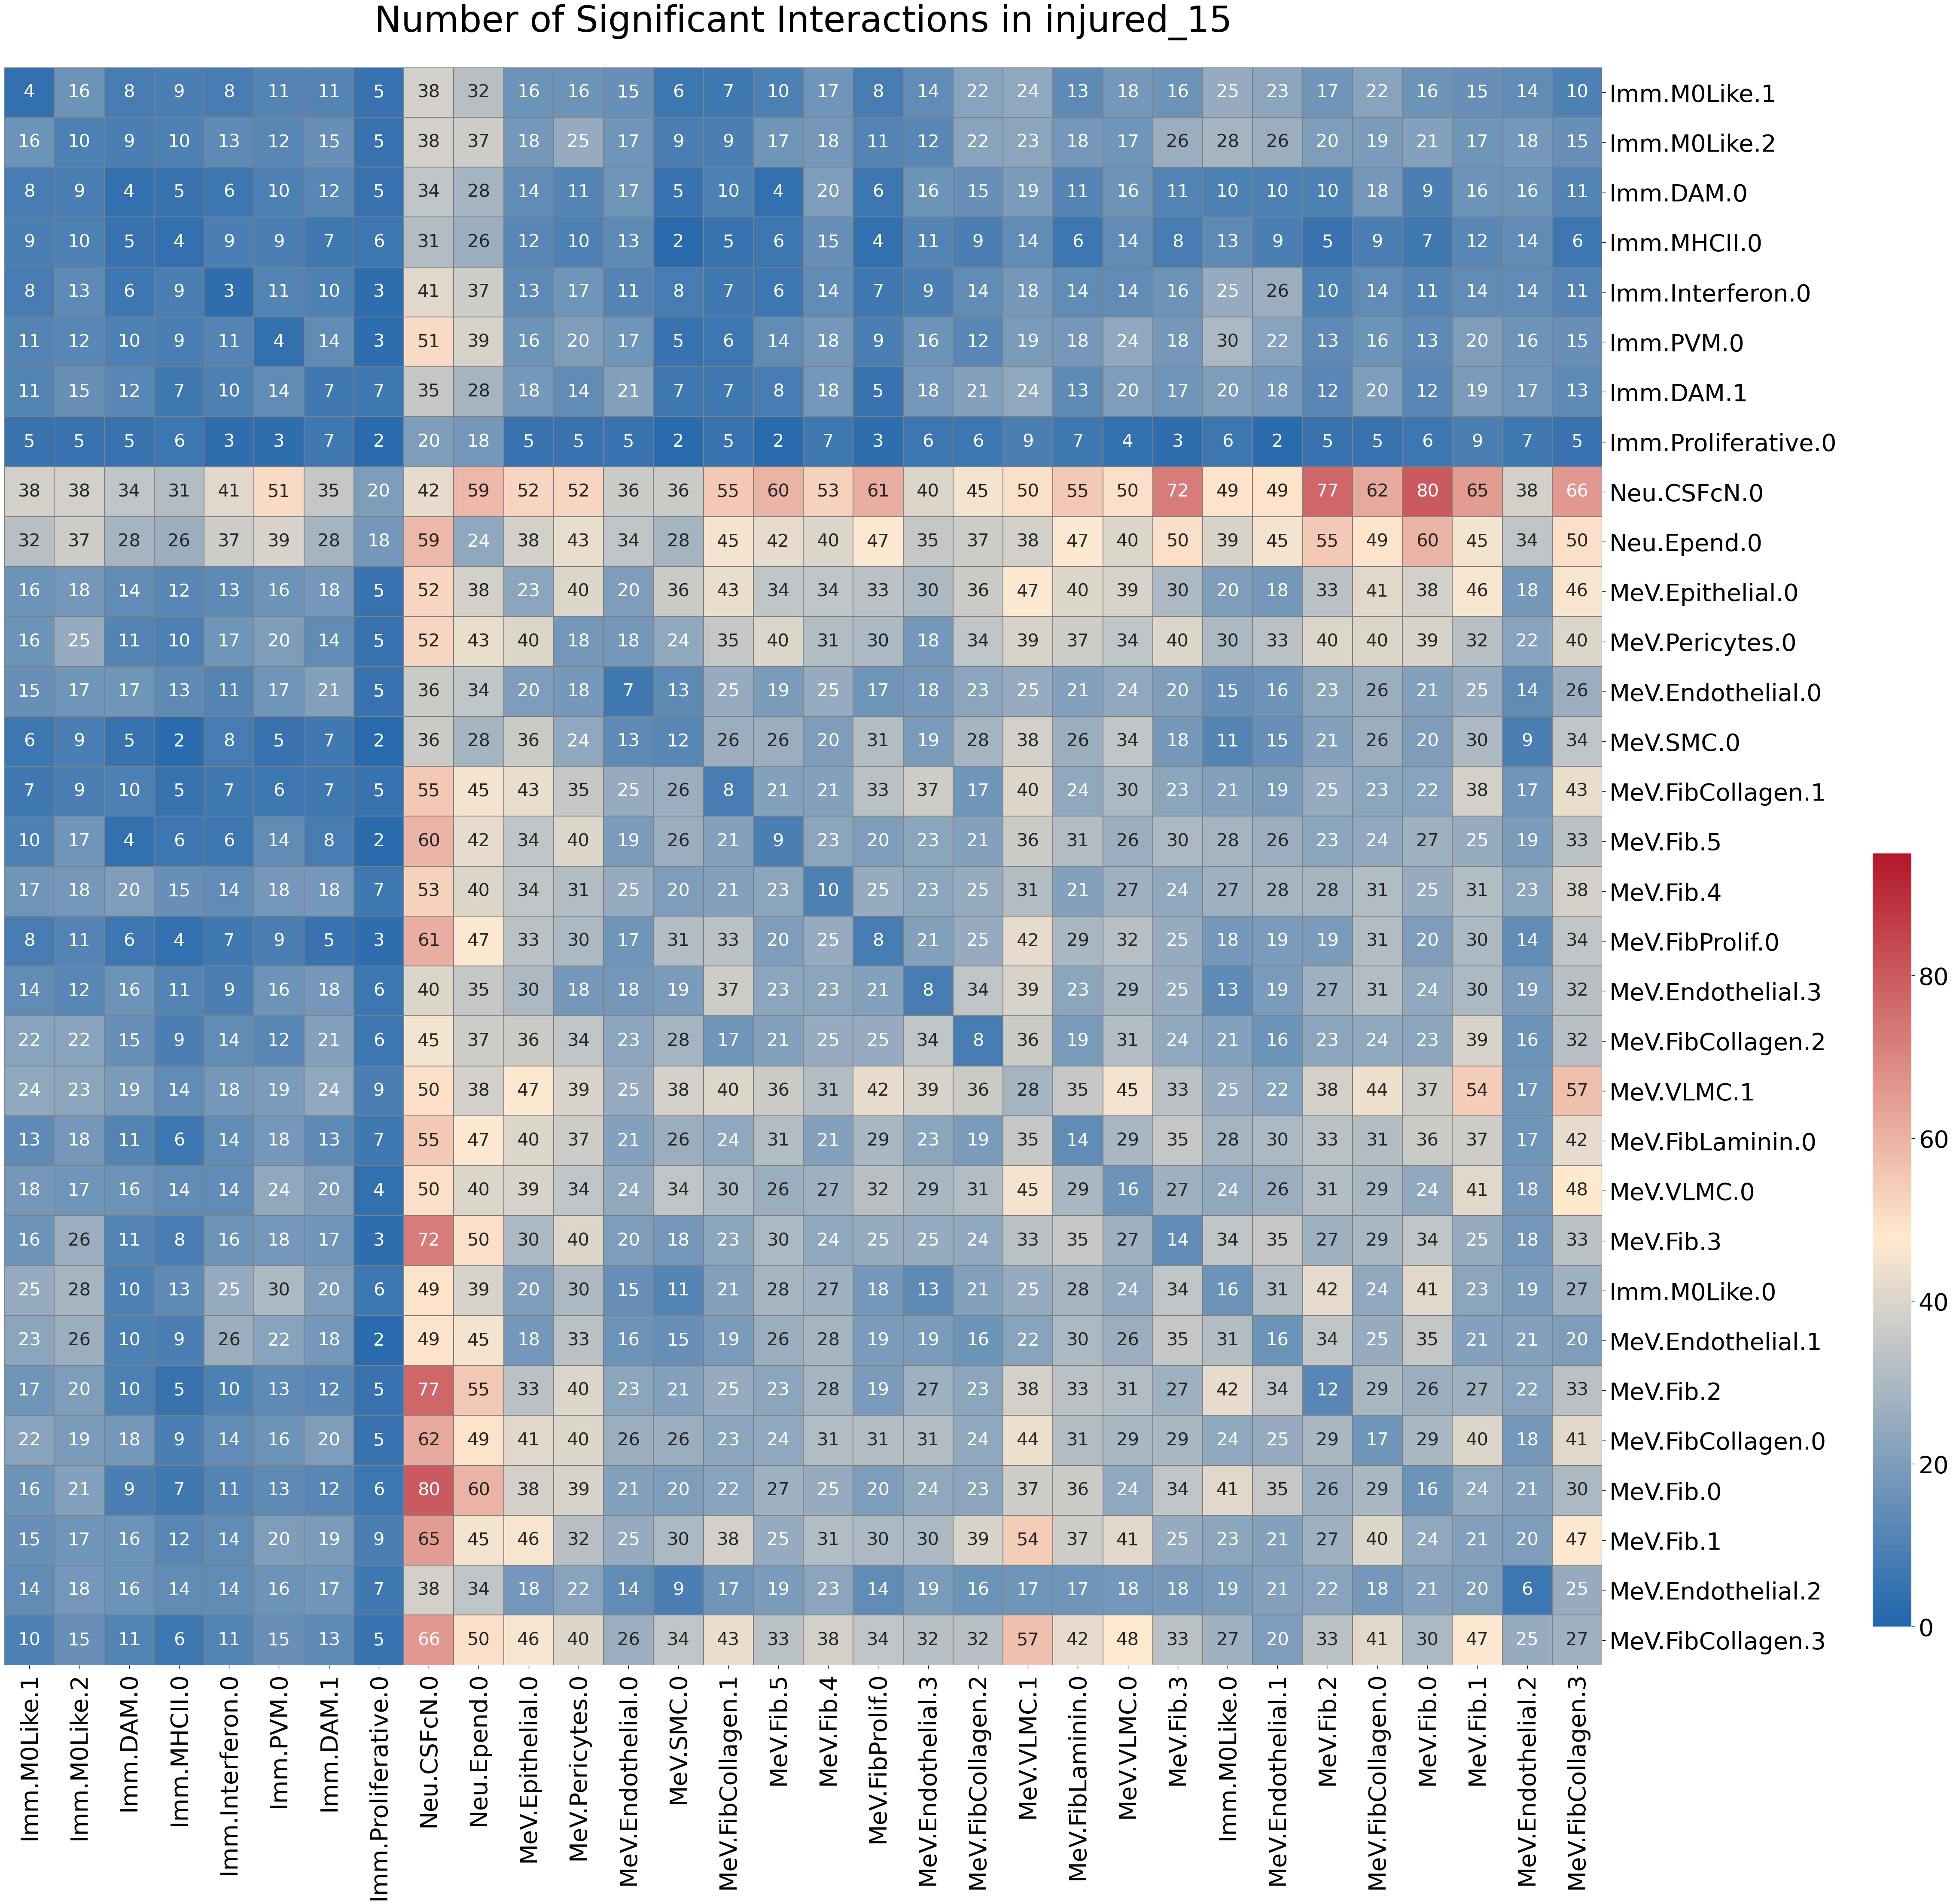 Number of Significant Interactions in injured_15
4 16 8 9 8 11 11 5 38 32 16 16 15 6 7 10 17 8 14 22 24 13 18 16 25 23 17 22 16 15 14 10 Imm.M0Like.1
16 10 9 10 13 12 15 5 38 37 18 25 17 9 9 17 18 11 12 22 23 18 17 26 28 26 20 19 21 17 18 15 Imm.M0Like.2
8 9 4 5 6 10 12 5 34 28 14 11 17 5 10 4 20 6 16 15 19 11 16 11 10 10 10 18 9 16 16 11 Imm.DAM.0
9 10 5 4 9 9 7 6 31 26 12 10 13 2 5 6 15 4 11 9 14 6 14 8 13 9 5 9 7 12 14 6 Imm.MHCII.0
8 13 6 9 3 11 10 3 41 37 13 17 11 8 7 6 14 7 9 14 18 14 14 16 25 26 10 14 11 14 14 11 Imm.Interferon.0
11 12 10 9 11 4 14 3 51 39 16 20 17 5 6 14 18 9 16 12 19 18 24 18 30 22 13 16 13 20 16 15 Imm.PVM.0
11 15 12 7 10 14 7 7 35 28 18 14 21 7 7 8 18 5 18 21 24 13 20 17 20 18 12 20 12 19 17 13 Imm.DAM.1
5 5 5 6 3 3 7 2 20 18 5 5 5 2 5 2 7 3 6 6 9 7 4 3 6 2 5 5 6 9 7 5 Imm.Proliferative.0
38 38 34 31 41 51 35 20 42 59 52 52 36 36 55 60 53 61 40 45 50 55 50 72 49 49 77 62 80 65 38 66 Neu.CSFcN.0
32 37 28 26 37 39 28 18 59 24 38 43 34 28 45 42 40 47 35 37 38 47 40 50 39 45 55 49 60 45 34 50 Neu.Epend.0
16 18 14 12 13 16 18 5 52 38 23 40 20 36 43 34 34 33 30 36 47 40 39 30 20 18 33 41 38 46 18 46 MeV.Epithelial.0
16 25 11 10 17 20 14 5 52 43 40 18 18 24 35 40 31 30 18 34 39 37 34 40 30 33 40 40 39 32 22 40 MeV.Pericytes.0
15 17 17 13 11 17 21 5 36 34 20 18 7 13 25 19 25 17 18 23 25 21 24 20 15 16 23 26 21 25 14 26 MeV.Endothelial.0
6 9 5 2 8 5 7 2 36 28 36 24 13 12 26 26 20 31 19 28 38 26 34 18 11 15 21 26 20 30 9 34 MeV.SMC.0
7 9 10 5 7 6 7 5 55 45 43 35 25 26 8 21 21 33 37 17 40 24 30 23 21 19 25 23 22 38 17 43 MeV.FibCollagen.1
10 17 4 6 6 14 8 2 60 42 34 40 19 26 21 9 23 20 23 21 36 31 26 30 28 26 23 24 27 25 19 33 MeV.Fib.5
17 18 20 15 14 18 18 7 53 40 34 31 25 20 21 23 10 25 23 25 31 21 27 24 27 28 28 31 25 31 23 38 MeV.Fib.4
8 11 6 4 7 9 5 3 61 47 33 30 17 31 33 20 25 8 21 25 42 29 32 25 18 19 19 31 20 30 14 34 MeV.FibProlif.0
14 12 16 11 9 16 18 6 40 35 30 18 18 19 37 23 23 21 8 34 39 23 29 25 13 19 27 31 24 30 19 32 MeV.Endothelial.3
22 22 15 9 14 12 21 6 45 37 36 34 23 28 17 21 25 25 34 8 36 19 31 24 21 16 23 24 23 39 16 32 MeV.FibCollagen.2
24 23 19 14 18 19 24 9 50 38 47 39 25 38 40 36 31 42 39 36 28 35 45 33 25 22 38 44 37 54 17 57 MeV.VLMC.1
13 18 11 6 14 18 13 7 55 47 40 37 21 26 24 31 21 29 23 19 35 14 29 35 28 30 33 31 36 37 17 42 MeV.FibLaminin.0
18 17 16 14 14 24 20 4 50 40 39 34 24 34 30 26 27 32 29 31 45 29 16 27 24 26 31 29 24 41 18 48 MeV.VLMC.0
16 26 11 8 16 18 17 3 72 50 30 40 20 18 23 30 24 25 25 24 33 35 27 14 34 35 27 29 34 25 18 33 MeV.Fib.3
25 28 10 13 25 30 20 6 49 39 20 30 15 11 21 28 27 18 13 21 25 28 24 34 16 31 42 24 41 23 19 27 Imm.M0Like.0
23 26 10 9 26 22 18 2 49 45 18 33 16 15 19 26 28 19 19 16 22 30 26 35 31 16 34 25 35 21 21 20 MeV.Endothelial.1
17 20 10 5 10 13 12 5 77 55 33 40 23 21 25 23 28 19 27 23 38 33 31 27 42 34 12 29 26 27 22 33 MeV.Fib.2
22 19 18 9 14 16 20 5 62 49 41 40 26 26 23 24 31 31 31 24 44 31 29 29 24 25 29 17 29 40 18 41 MeV.FibCollagen.0
16 21 9 7 11 13 12 6 80 60 38 39 21 20 22 27 25 20 24 23 37 36 24 34 41 35 26 29 16 24 21 30 MeV.Fib.0
15 17 16 12 14 20 19 9 65 45 46 32 25 30 38 25 31 30 30 39 54 37 41 25 23 21 27 40 24 21 20 47 MeV.Fib.1
14 18 16 14 14 16 17 7 38 34 18 22 14 9 17 19 23 14 19 16 17 17 18 18 19 21 22 18 21 20 6 25 MeV.Endothelial.2
10 15 11 6 11 15 13 5 66 50 46 40 26 34 43 33 38 34 32 32 57 42 48 33 27 20 33 41 30 47 25 27 MeV.FibCollagen.3
Imm.M0Like.1
Imm.M0Like.2
Imm.DAM.0
Imm.MHCII.0
Imm.Interferon.0
Imm.PVM.0
Imm.DAM.1
Imm.Proliferative.0
Neu.CSFcN.0
Neu.Epend.0
MeV.Epithelial.0
MeV.Pericytes.0
MeV.Endothelial.0
MeV.SMC.0
MeV.FibCollagen.1
MeV.Fib.5
MeV.Fib.4
MeV.FibProlif.0
MeV.Endothelial.3
MeV.FibCollagen.2
MeV.VLMC.1
MeV.FibLaminin.0
MeV.VLMC.0
MeV.Fib.3
Imm.M0Like.0
MeV.Endothelial.1
MeV.Fib.2
MeV.FibCollagen.0
MeV.Fib.0
MeV.Fib.1
MeV.Endothelial.2
MeV.FibCollagen.3
80
60
40
20
0